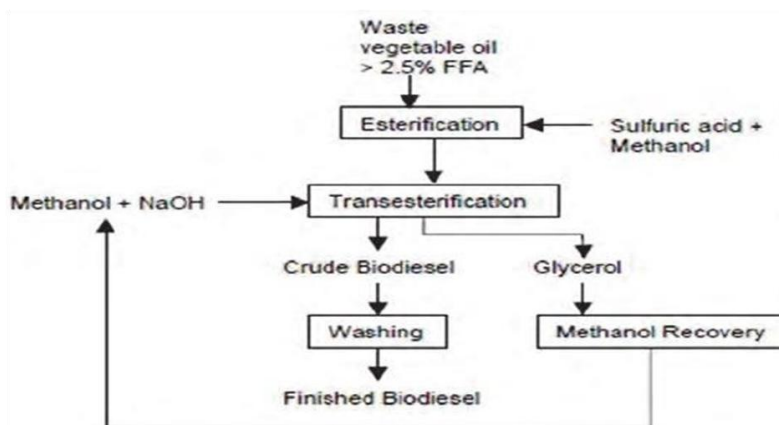 Waste
vegetable oil
> 2.5% FFA
Esterification
Sulfuric acid +
Methanol
Methanol + NaOH
Transesterification
Crude Biodiesel
Glycerol
Washing
Methanol Recovery
Finished Biodiesel